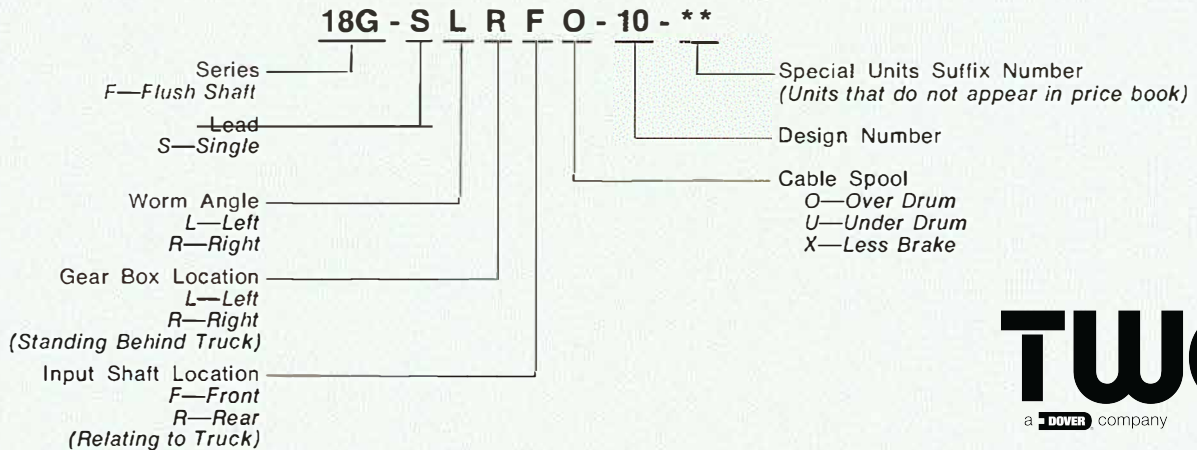 18G - S L R F O - 10 - **
Series
F—Flush Shaft
Lead
S—Single
Worm Angle
L—Left
R—Right
Gear Box Location
L—Left
R—Right
(Standing Behind Truck)
Input Shaft Location
F—Front
R—Rear
(Relating to Truck)
Special Units Suffix Number
(Units that do not appear in price book)
Design Number
Cable Spool
O—Over Drum
U—Under Drum
X—Less Brake
a DOVER company